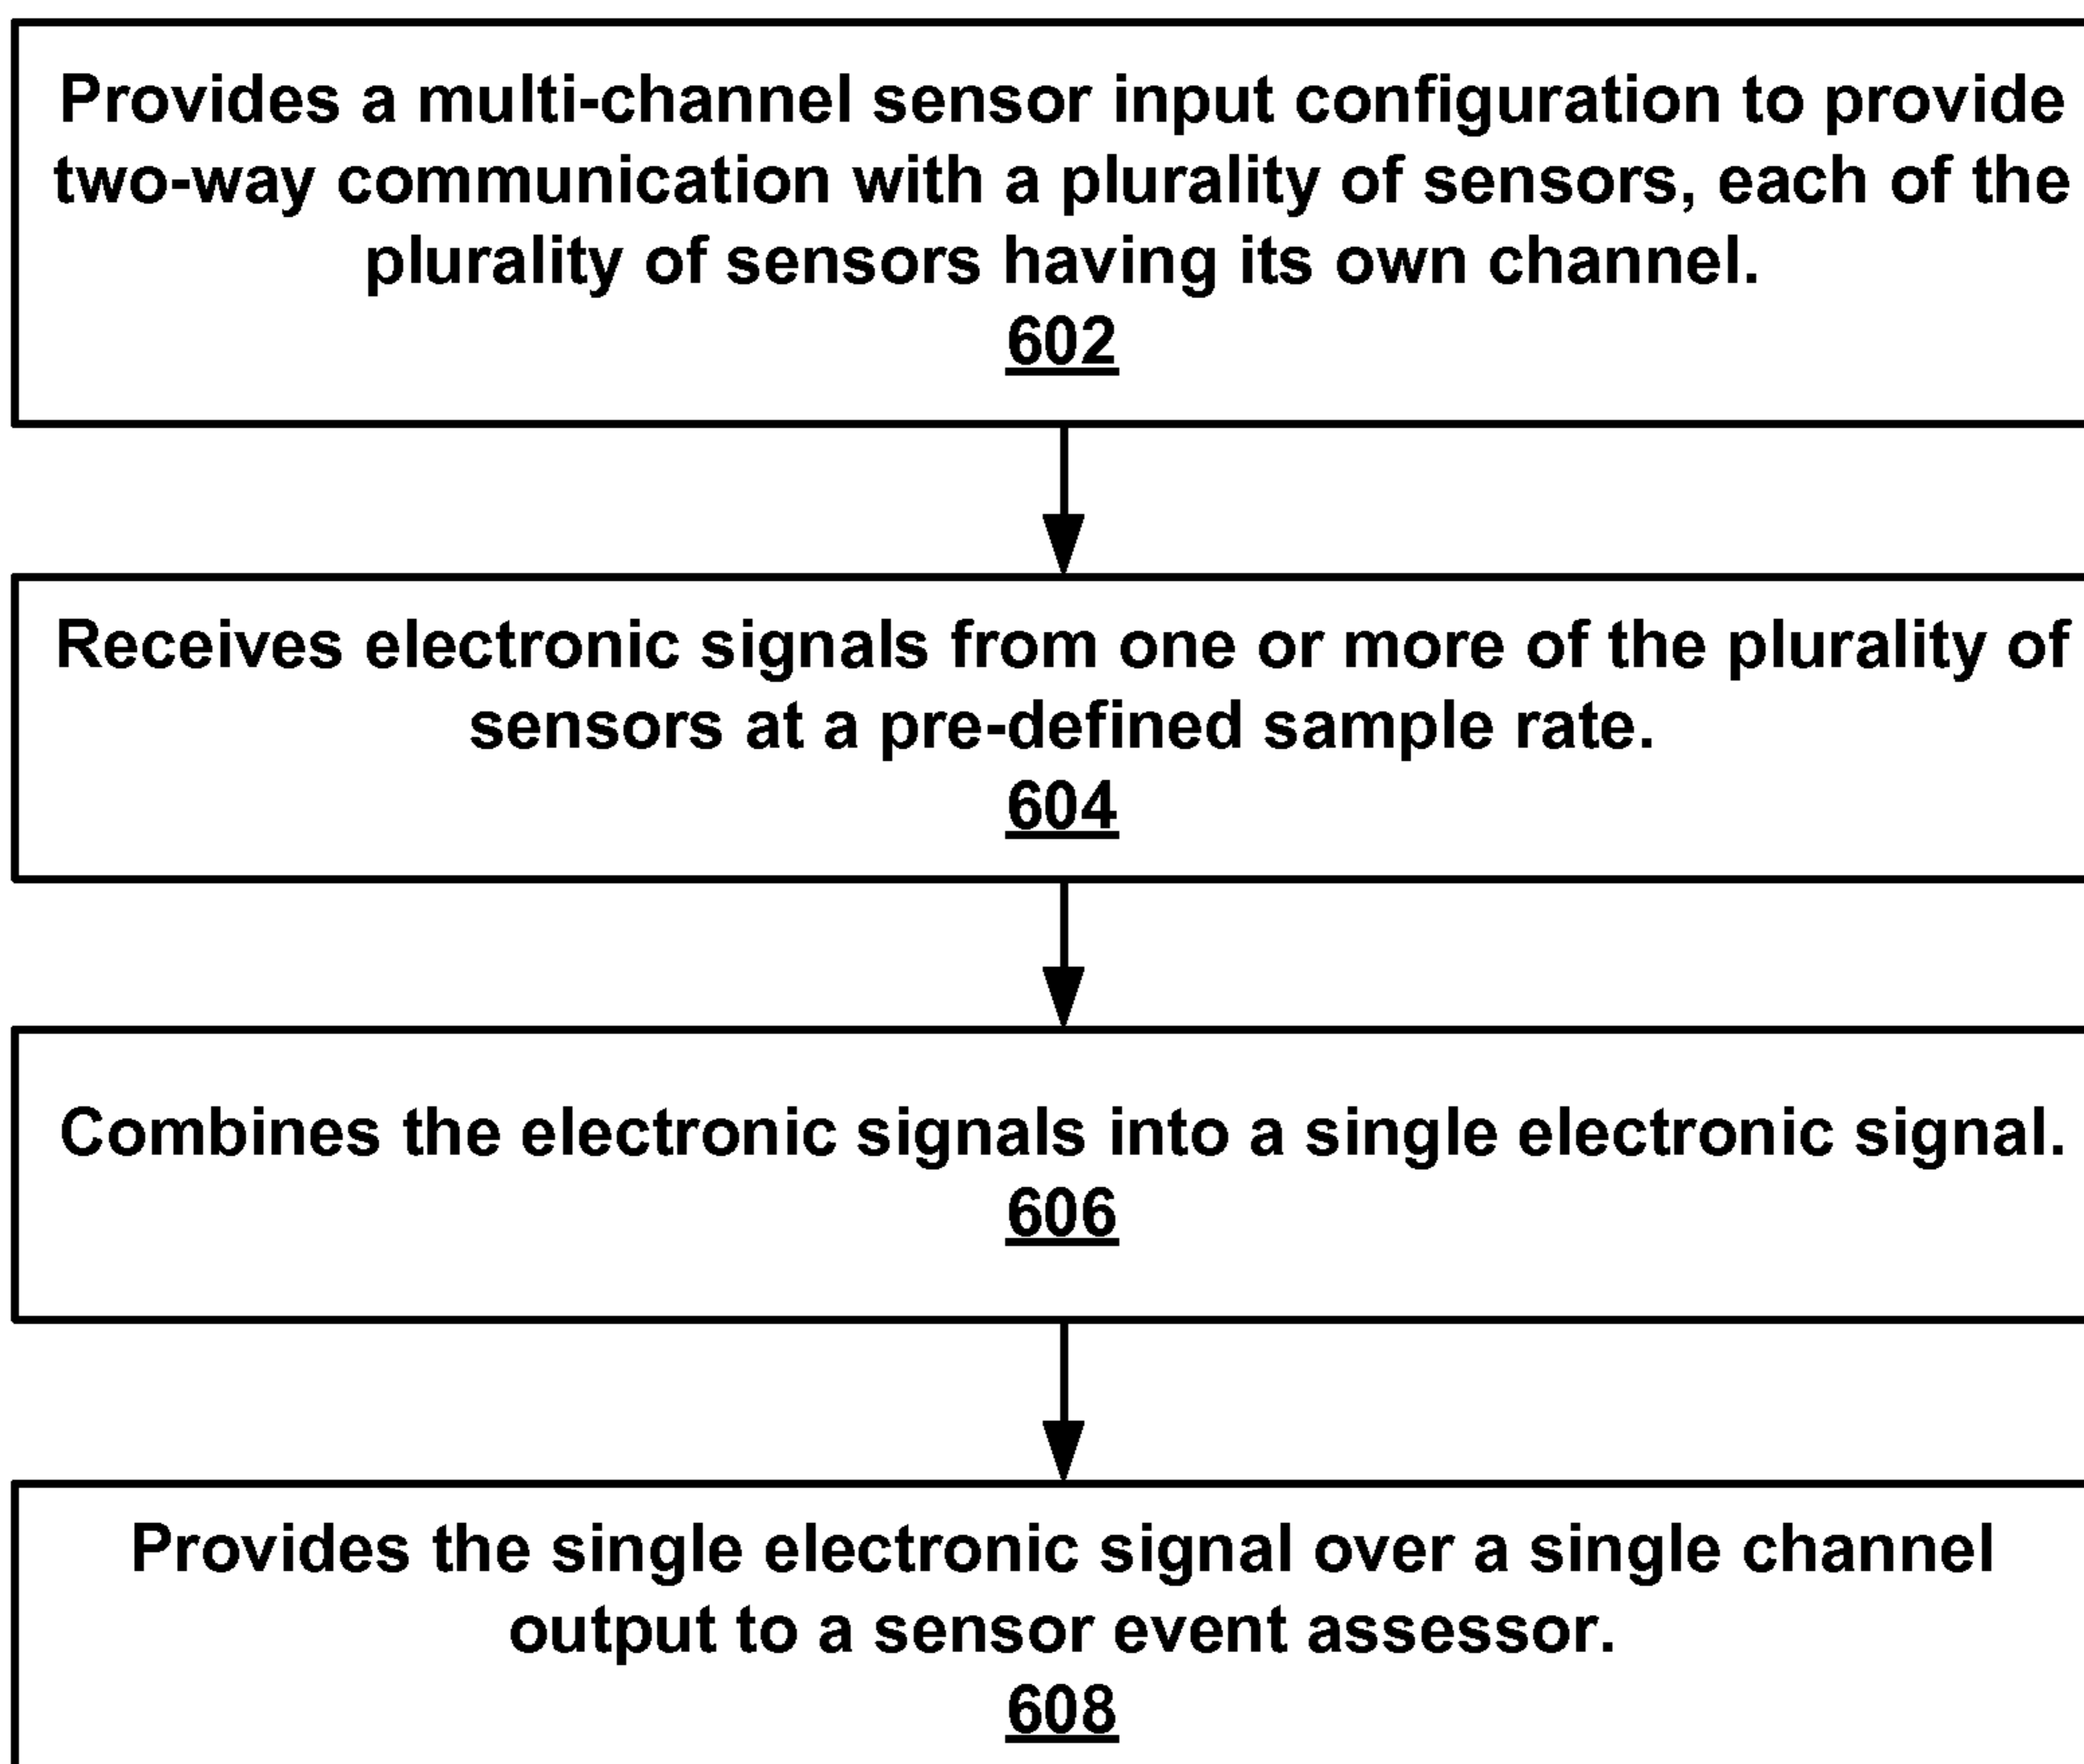 Provides a multi-channel sensor input configuration to provide
two-way communication with a plurality of sensors, each of the
plurality of sensors having its own channel.
602
Receives electronic signals from one or more of the plurality of
sensors at a pre-defined sample rate.
604
Combines the electronic signals into a single electronic signal.
606
Provides the single electronic signal over a single channel
output to a sensor event assessor.
608